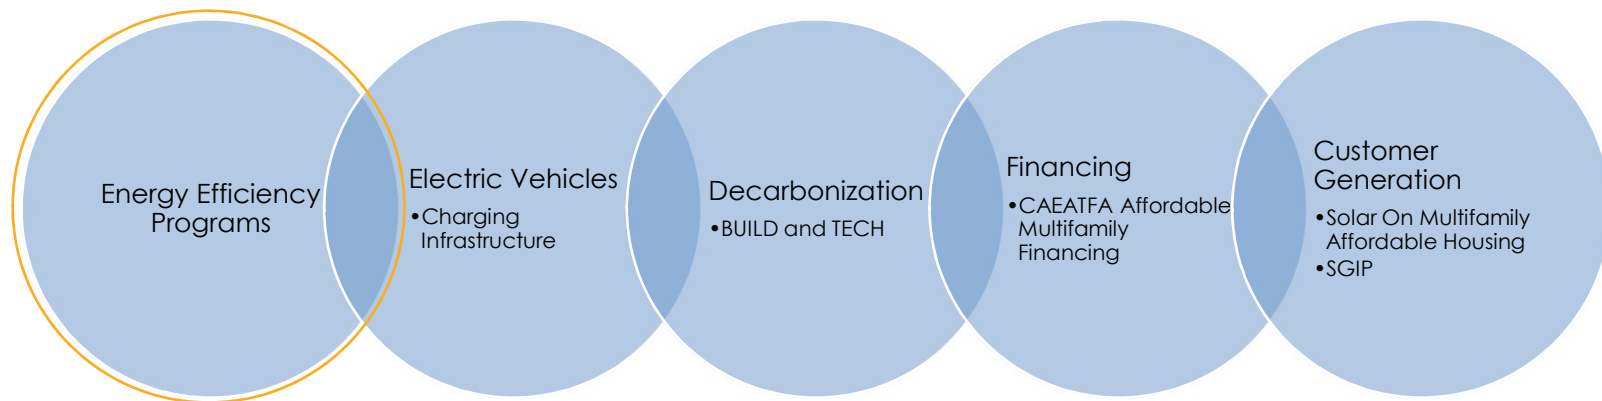 Energy Efficiency
Programs
Electric Vehicles
•Charging
Infrastructure
Decarbonization
•BUILD and TECH
Financing
•CAEATFA Affordable
Multifamily
Financing
Customer
Generation
•Solar On Multifamily
Affordable Housing
•SGIP